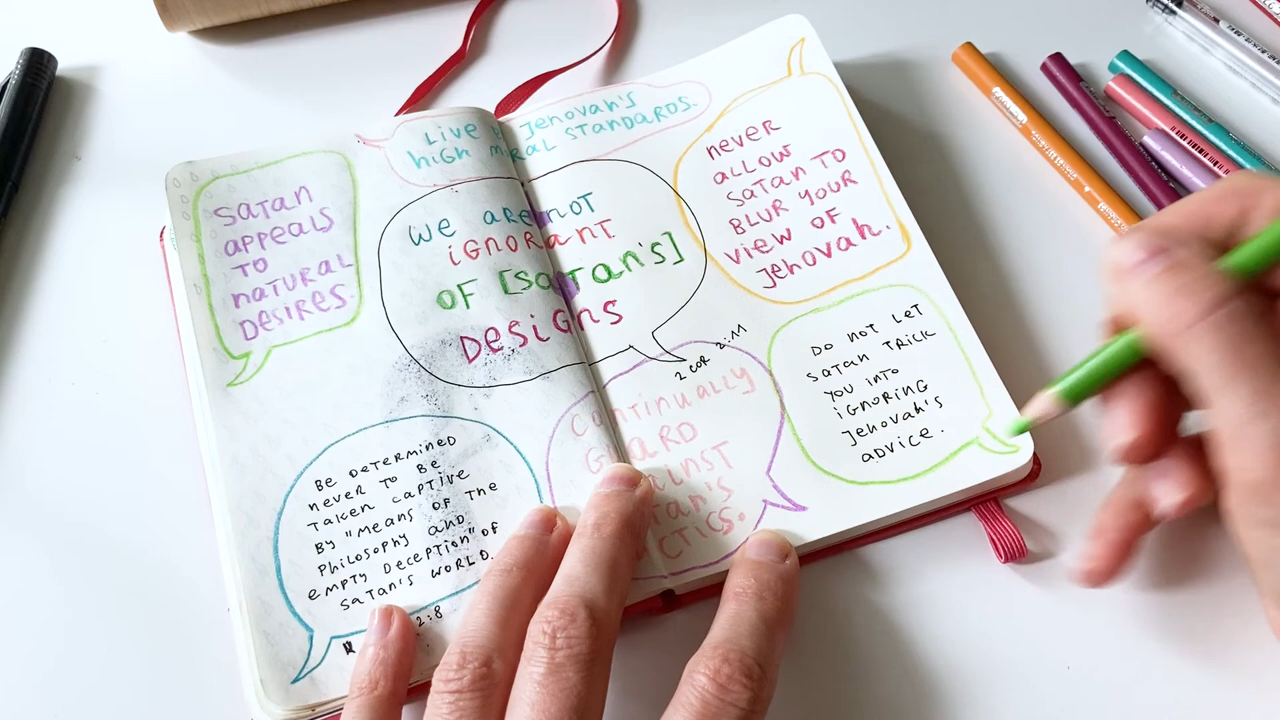 Live Jehovah's
high moral standards.
satan
appeals
to
natural
desires.
we are not
ignorant
of [satan's]
designs
2 cor 2:11
never
allow
satan to
blur your
view of
Jehovah.
Be determined
never to be
taken captive
by "means of the
philosophy and
empty deception" of
satan's world.
2:8
continually
guard
against
satan's
tactics.
Do not let
satan trick
you into
ignoring
Jehovah's
advice.